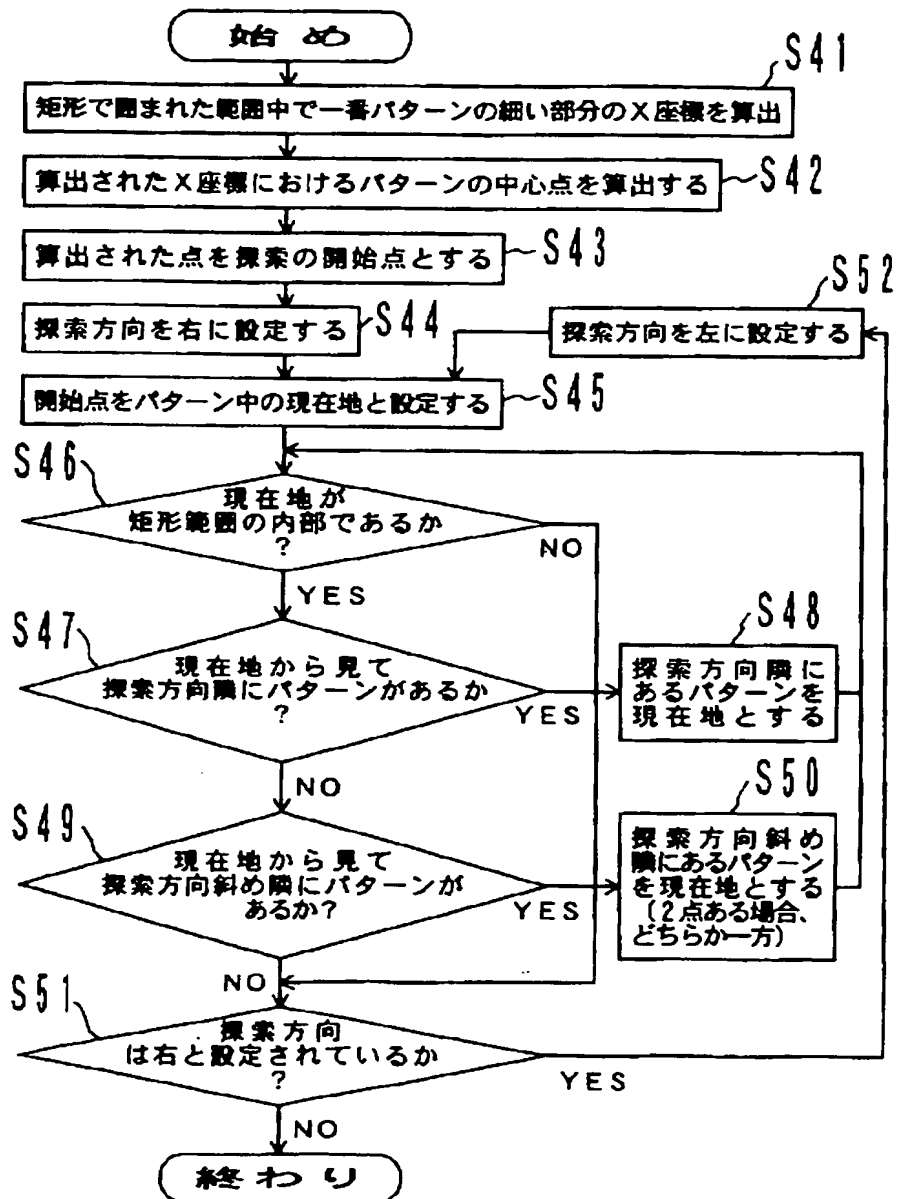 始め
S41
矩形で囲まれた範囲中で一番パターンの細い部分のX座標を算出
算出されたX座標におけるパターンの中心点を算出する
S42
算出された点を探索の開始点とする
S43
S52
探索方向を右に設定する
S44
探索方向を左に設定する
開始点をパターン中の現在地と設定する
S45
S46
現在地が
矩形範囲の内部であるか
?
NO
YES
S47
現在地から見て
探索方向隣にパターンがあるか
?
YES
NO
S48
探索方向隣に
あるパターンを
現在地とする
S49
現在地から見て
探索方向斜め隣にパターンが
あるか?
YES
NO
S50
探索方向斜め
隣にあるパターン
を現在地とする
(2点ある場合、
どちらか一方)
S51
探索方向
は右と設定されているか
?
YES
NO
終わり